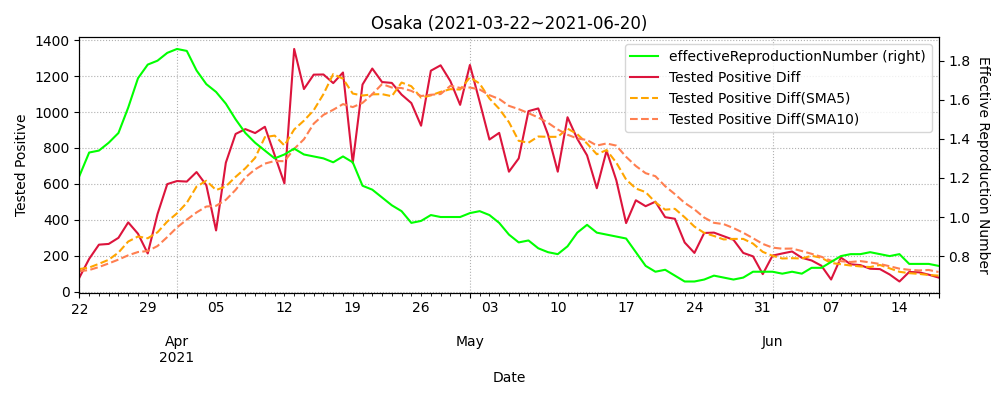 Osaka (2021-03-22~2021-06-20)
effectiveReproductionNumber (right)
Tested Positive Diff
Tested Positive Diff(SMA5)
Tested Positive Diff(SMA10)
Tested Positive
1400
1200
1000
800
600
400
200
0
1.8
1.6
1.4
1.2
1.0
0.8
Effective Reproduction Number
22 29 05 12 19 26 03 10 17 24 31 07 14
Apr May Jun
2021
Date